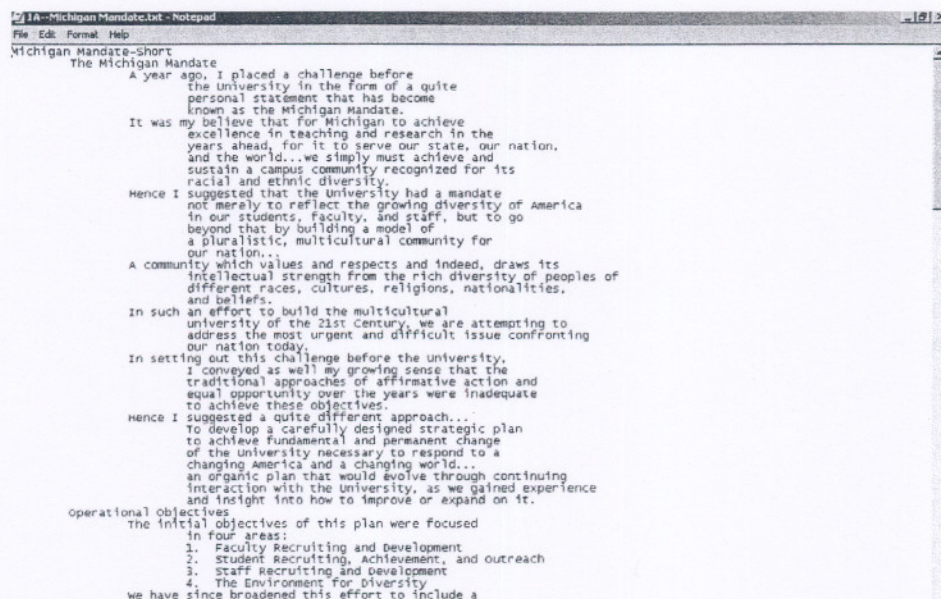 1A--Michigan Mandate.txt - Notepad
File Edit Format Help
Michigan Mandate-Short
The Michigan Mandate
A year ago, I placed a challenge before
the University in the form of a quite
personal statement that has become
known as the Michigan Mandate.
It was my believe that for Michigan to achieve
excellence in teaching and research in the
years ahead, for it to serve our state, our nation,
and the world...we simply must achieve and
sustain a campus community recognized for its
racial and ethnic diversity.
Hence I suggested that the University had a mandate
not merely to reflect the growing diversity of America
in our students, faculty, and staff, but to go
beyond that by building a model of
a pluralistic, multicultural community for
our nation...
A community which values and respects and indeed, draws its
intellectual strength from the rich diversity of peoples of
different races, cultures, religions, nationalities,
and beliefs.
In such an effort to build the multicultural
university of the 21st Century, we are attempting to
address the most urgent and difficult issue confronting
our nation today.
In setting out this challenge before the University,
I conveyed as well my growing sense that the
traditional approaches of affirmative action and
equal opportunity over the years were inadequate
to achieve these objectives.
Hence I suggested a quite different approach...
To develop a carefully designed strategic plan
to achieve fundamental and permanent change
of the University necessary to respond to a
changing America and a changing world...
an organic plan that would evolve through continuing
interaction with the University, as we gained experience
and insight into how to improve or expand on it.
Operational Objectives
The initial objectives of this plan were focused
in four areas:
1. Faculty Recruiting and Development
2. Student Recruiting, Achievement, and Outreach
3. Staff Recruiting and Development
4. The Environment for Diversity
We have since broadened this effort to include a